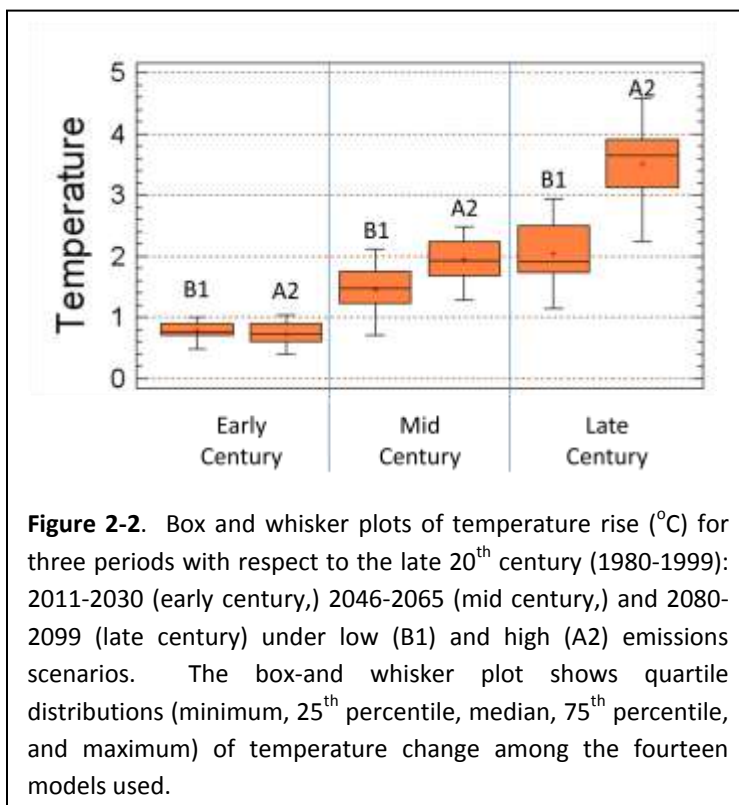 5
4
3
2
1
0
Temperature
B1
A2
B1
A2
B1
A2
Early
Century
Mid
Century
Late
Century
Figure 2-2. Box and whisker plots of temperature rise (°C) for
three periods with respect to the late 20th century (1980-1999):
2011-2030 (early century,) 2046-2065 (mid century,) and 2080-
2099 (late century) under low (B1) and high (A2) emissions
scenarios. The box-and whisker plot shows quartile
distributions (minimum, 25th percentile, median, 75th percentile,
and maximum) of temperature change among the fourteen
models used.